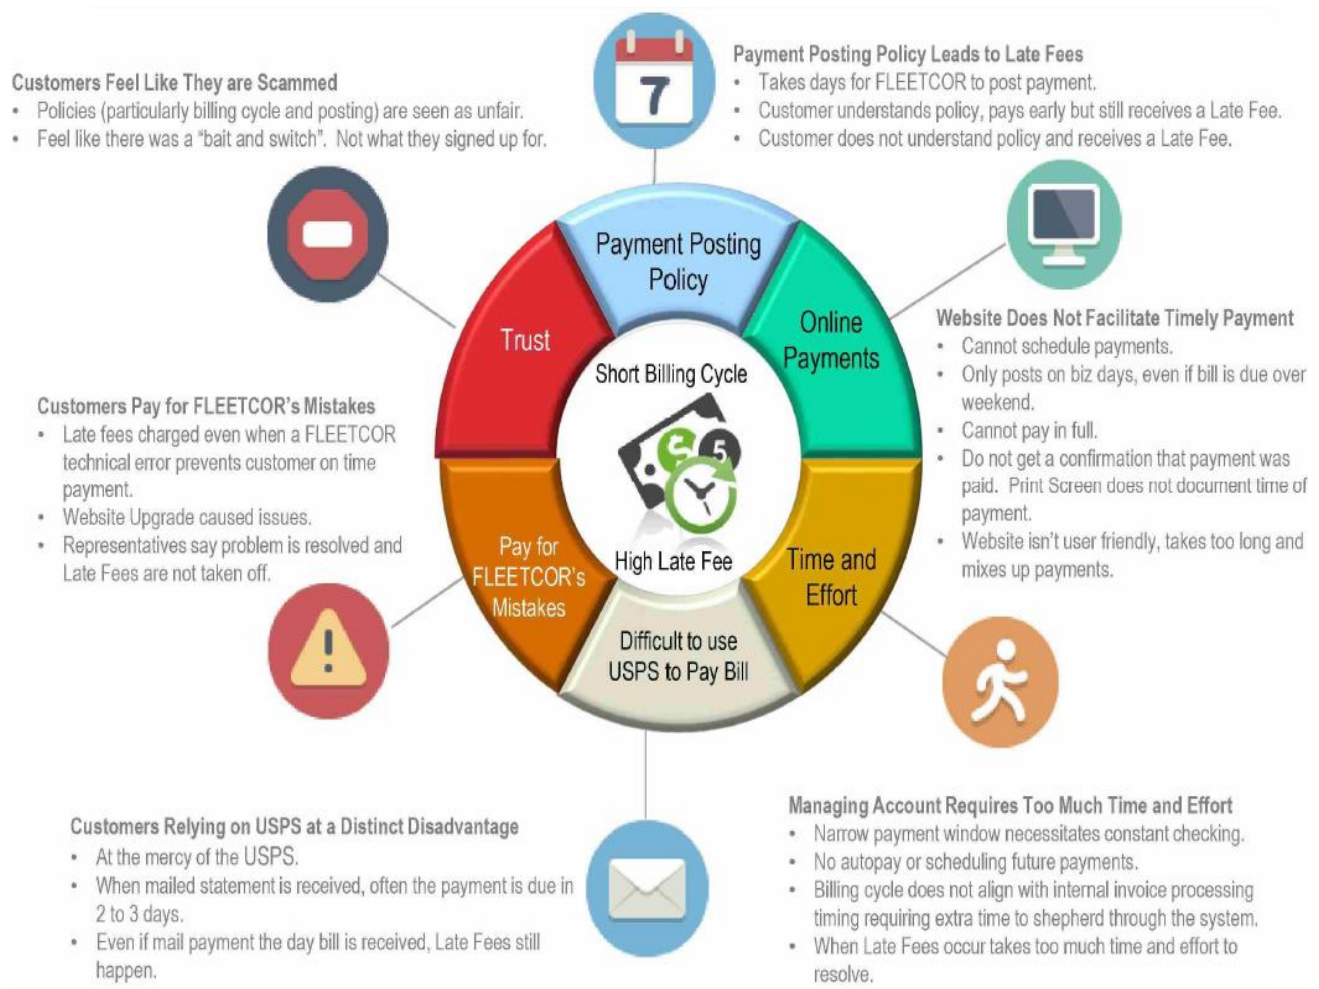 Customers Feel Like They are Scammed
• Policies (particularly billing cycle and posting) are seen as unfair.
• Feel like there was a “bait and switch”. Not what they signed up for.
7
Payment Posting Policy Leads to Late Fees
• Takes days for FLEETCOR to post payment.
• Customer understands policy, pays early but still receives a Late Fee.
• Customer does not understand policy and receives a Late Fee.
Payment Posting
Policy
Trust
Online
Payments
Short Billing Cycle
$ 5
High Late Fee
Pay for
FLEETCOR's
Mistakes
Time and
Effort
Difficult to use
USPS to Pay Bill
Website Does Not Facilitate Timely Payment
• Cannot schedule payments.
• Only posts on biz days, even if bill is due over
weekend.
• Cannot pay in full.
• Do not get a confirmation that payment was
paid. Print Screen does not document time of
payment.
• Website isn't user friendly, takes too long and
mixes up payments.
Customers Pay for FLEETCOR's Mistakes
• Late fees charged even when a FLEETCOR
technical error prevents customer on time
payment.
• Website Upgrade caused issues.
• Representatives say problem is resolved and
Late Fees are not taken off.
!
Customers Relying on USPS at a Distinct Disadvantage
• At the mercy of the USPS.
• When mailed statement is received, often the payment is due in
2 to 3 days.
• Even if mail payment the day bill is received, Late Fees still
happen.
Managing Account Requires Too Much Time and Effort
• Narrow payment window necessitates constant checking.
• No autopay or scheduling future payments.
• Billing cycle does not align with internal invoice processing
timing requiring extra time to shepherd through the system.
• When Late Fees occur takes too much time and effort to
resolve.